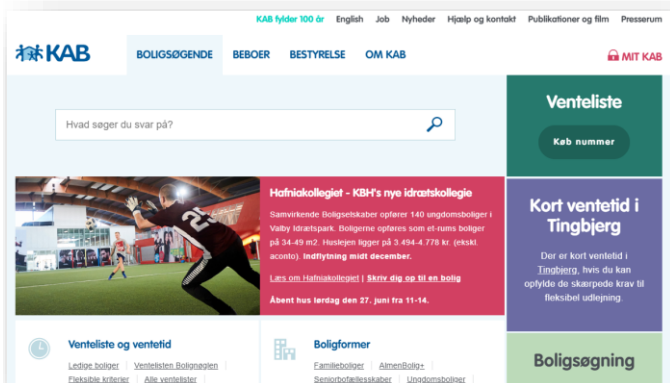 KAB fylder 100 år English Job Nyheder Hjælp og kontakt Publikationer og film Presserum
KAB BOLIGSØGENDE BEBOER BESTYRELSE OM KAB MIT KAB
Hvad søger du svar på?
Venteliste
Køb nummer
Hafniakollegiet - KBH's nye idrætskollegie
Samvirkende Boligselskaber opfører 140 ungdomsboliger i
Valby Idrætspark. Boligerne opføres som et-rums boliger
på 34-49 m2. Huslejen ligger på 3.494-4.778 kr. (ekskl.
aconto). Indflytning midt december.
Læs om Hafniakollegiet | Skriv dig op til en bolig
Åbent hus lørdag den 27. juni fra 11-14.
Kort ventetid i
Tingbjerg
Der er kort ventetid i
Tingbjerg, hvis du kan
opfylde de skærpede krav til
fleksibel udlejning.
Venteliste og ventetid
Ledige boliger Ventelisten Bolignøglen
Fleksible kriterier Alle ventelister
Boligformer
Familieboliger AlmenBolig+
Seniorbofællesskaber Ungdomsboliger
Boligsøgning